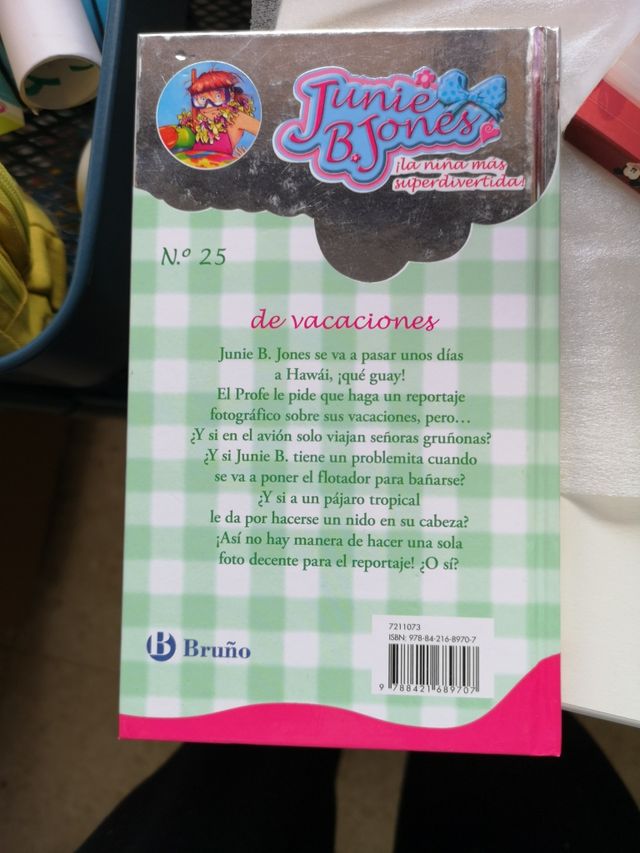 Junie
B. Jones
¡la niña más
superdivertida!
N.º 25
de vacaciones
Junie B. Jones se va a pasar unos días
a Hawái, ¡qué guay!
El Profe le pide que haga un reportaje
fotográfico sobre sus vacaciones, pero…
¿Y si en el avión solo viajan señoras gruñonas?
¿Y si Junie B. tiene un problemita cuando
se va a poner el flotador para bañarse?
¿Y si a un pájaro tropical
le da por hacerse un nido en su cabeza?
¡Así no hay manera de hacer una sola
foto decente para el reportaje! ¿O sí?
7211073
ISBN: 978-84-216-8970-7
B Bruño
9 788421 689707